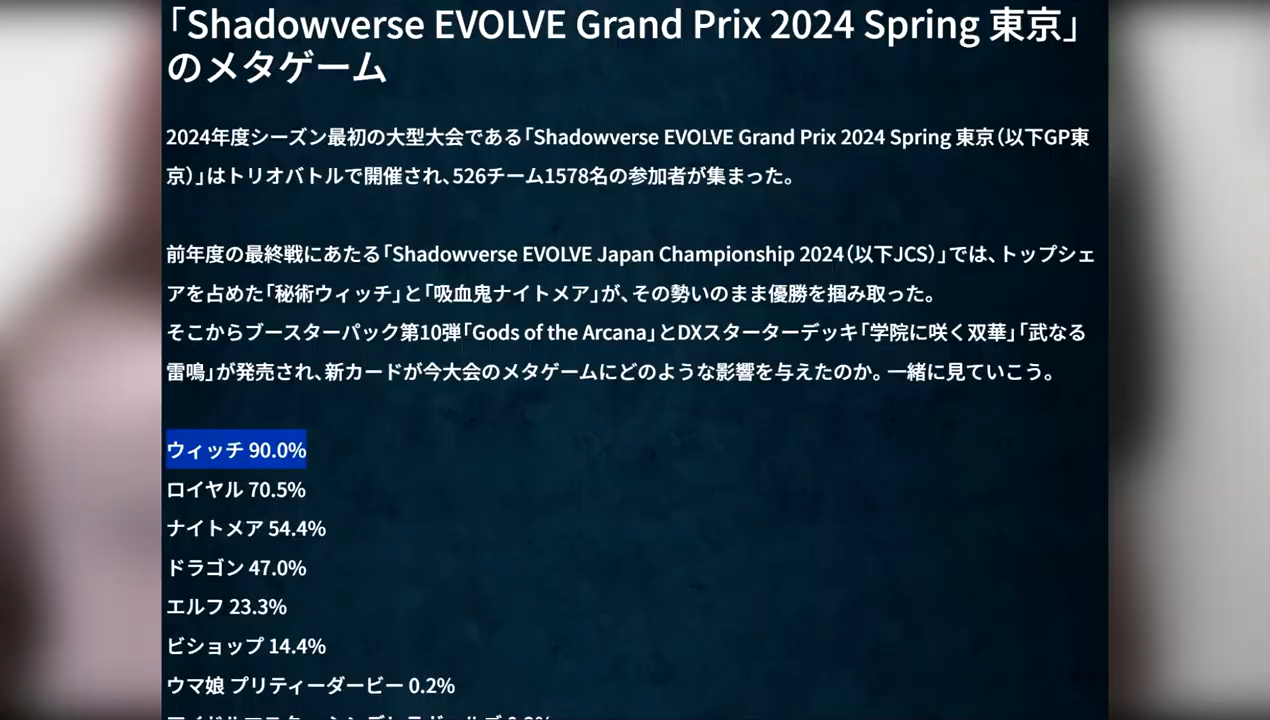 「Shadowverse EVOLVE Grand Prix 2024 Spring 東京」
のメタゲーム
2024年度シーズン最初の大型大会である「Shadowverse EVOLVE Grand Prix 2024 Spring 東京（以下GP東
京）」はトリオバトルで開催され、526チーム1578名の参加者が集まった。
前年度の最終戦にあたる「Shadowverse EVOLVE Japan Championship 2024（以下JCS）」では、トップシェ
アを占めた「秘術ウィッチ」と「吸血鬼ナイトメア」が、その勢いのまま優勝を掴み取った。
そこからブースターパック第10弾「Gods of the Arcana」とDXスターターデッキ「学院に咲く双華」「武なる
雷鳴」が発売され、新カードが今大会のメタゲームにどのような影響を与えたのか。一緒に見ていこう。
ウィッチ 90.0%
ロイヤル 70.5%
ナイトメア 54.4%
ドラゴン 47.0%
エルフ 23.3%
ビショップ 14.4%
ウマ娘 プリティーダービー 0.2%